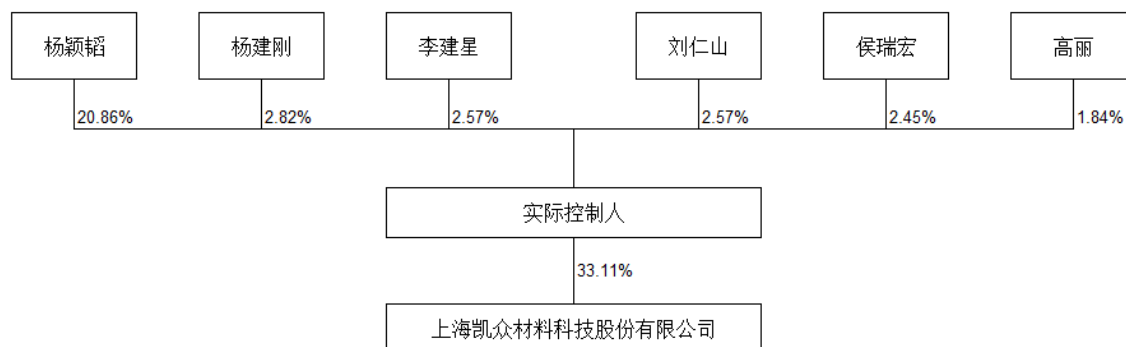 杨颖韬
杨建刚
李建星
刘仁山
侯瑞宏
高丽
20.86%
2.82%
2.57%
2.57%
2.45%
1.84%
实际控制人
33.11%
上海凯众材料科技股份有限公司